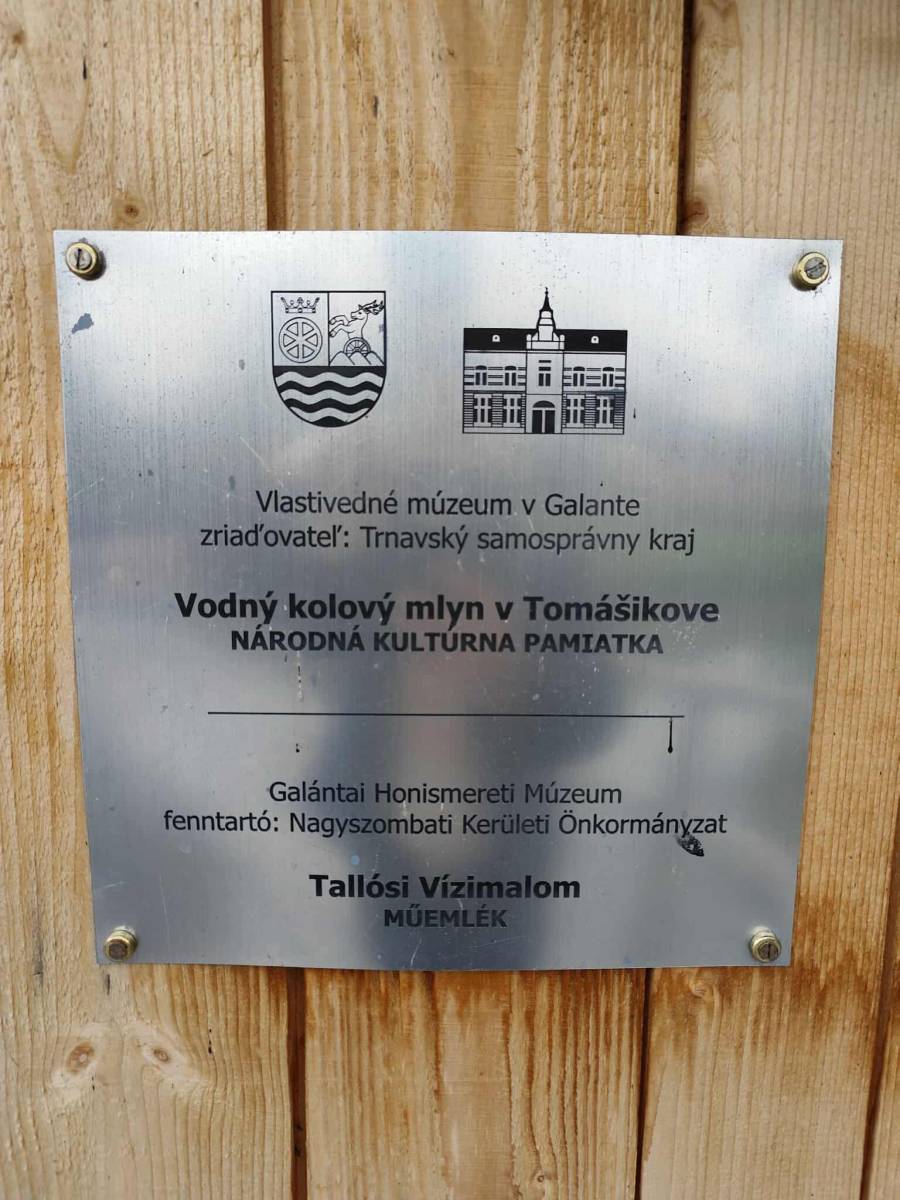 Vlastivedné múzeum v Galante
zriaďovateľ: Trnavský samosprávny kraj
Vodný kolový mlyn v Tomášikove
NÁRODNÁ KULTÚRNA PAMIATKA
Galántai Honismereti Múzeum
fenntartó: Nagyszombati Kerületi Önkormányzat
Tallósi Vízimalom
MŰEMLÉK